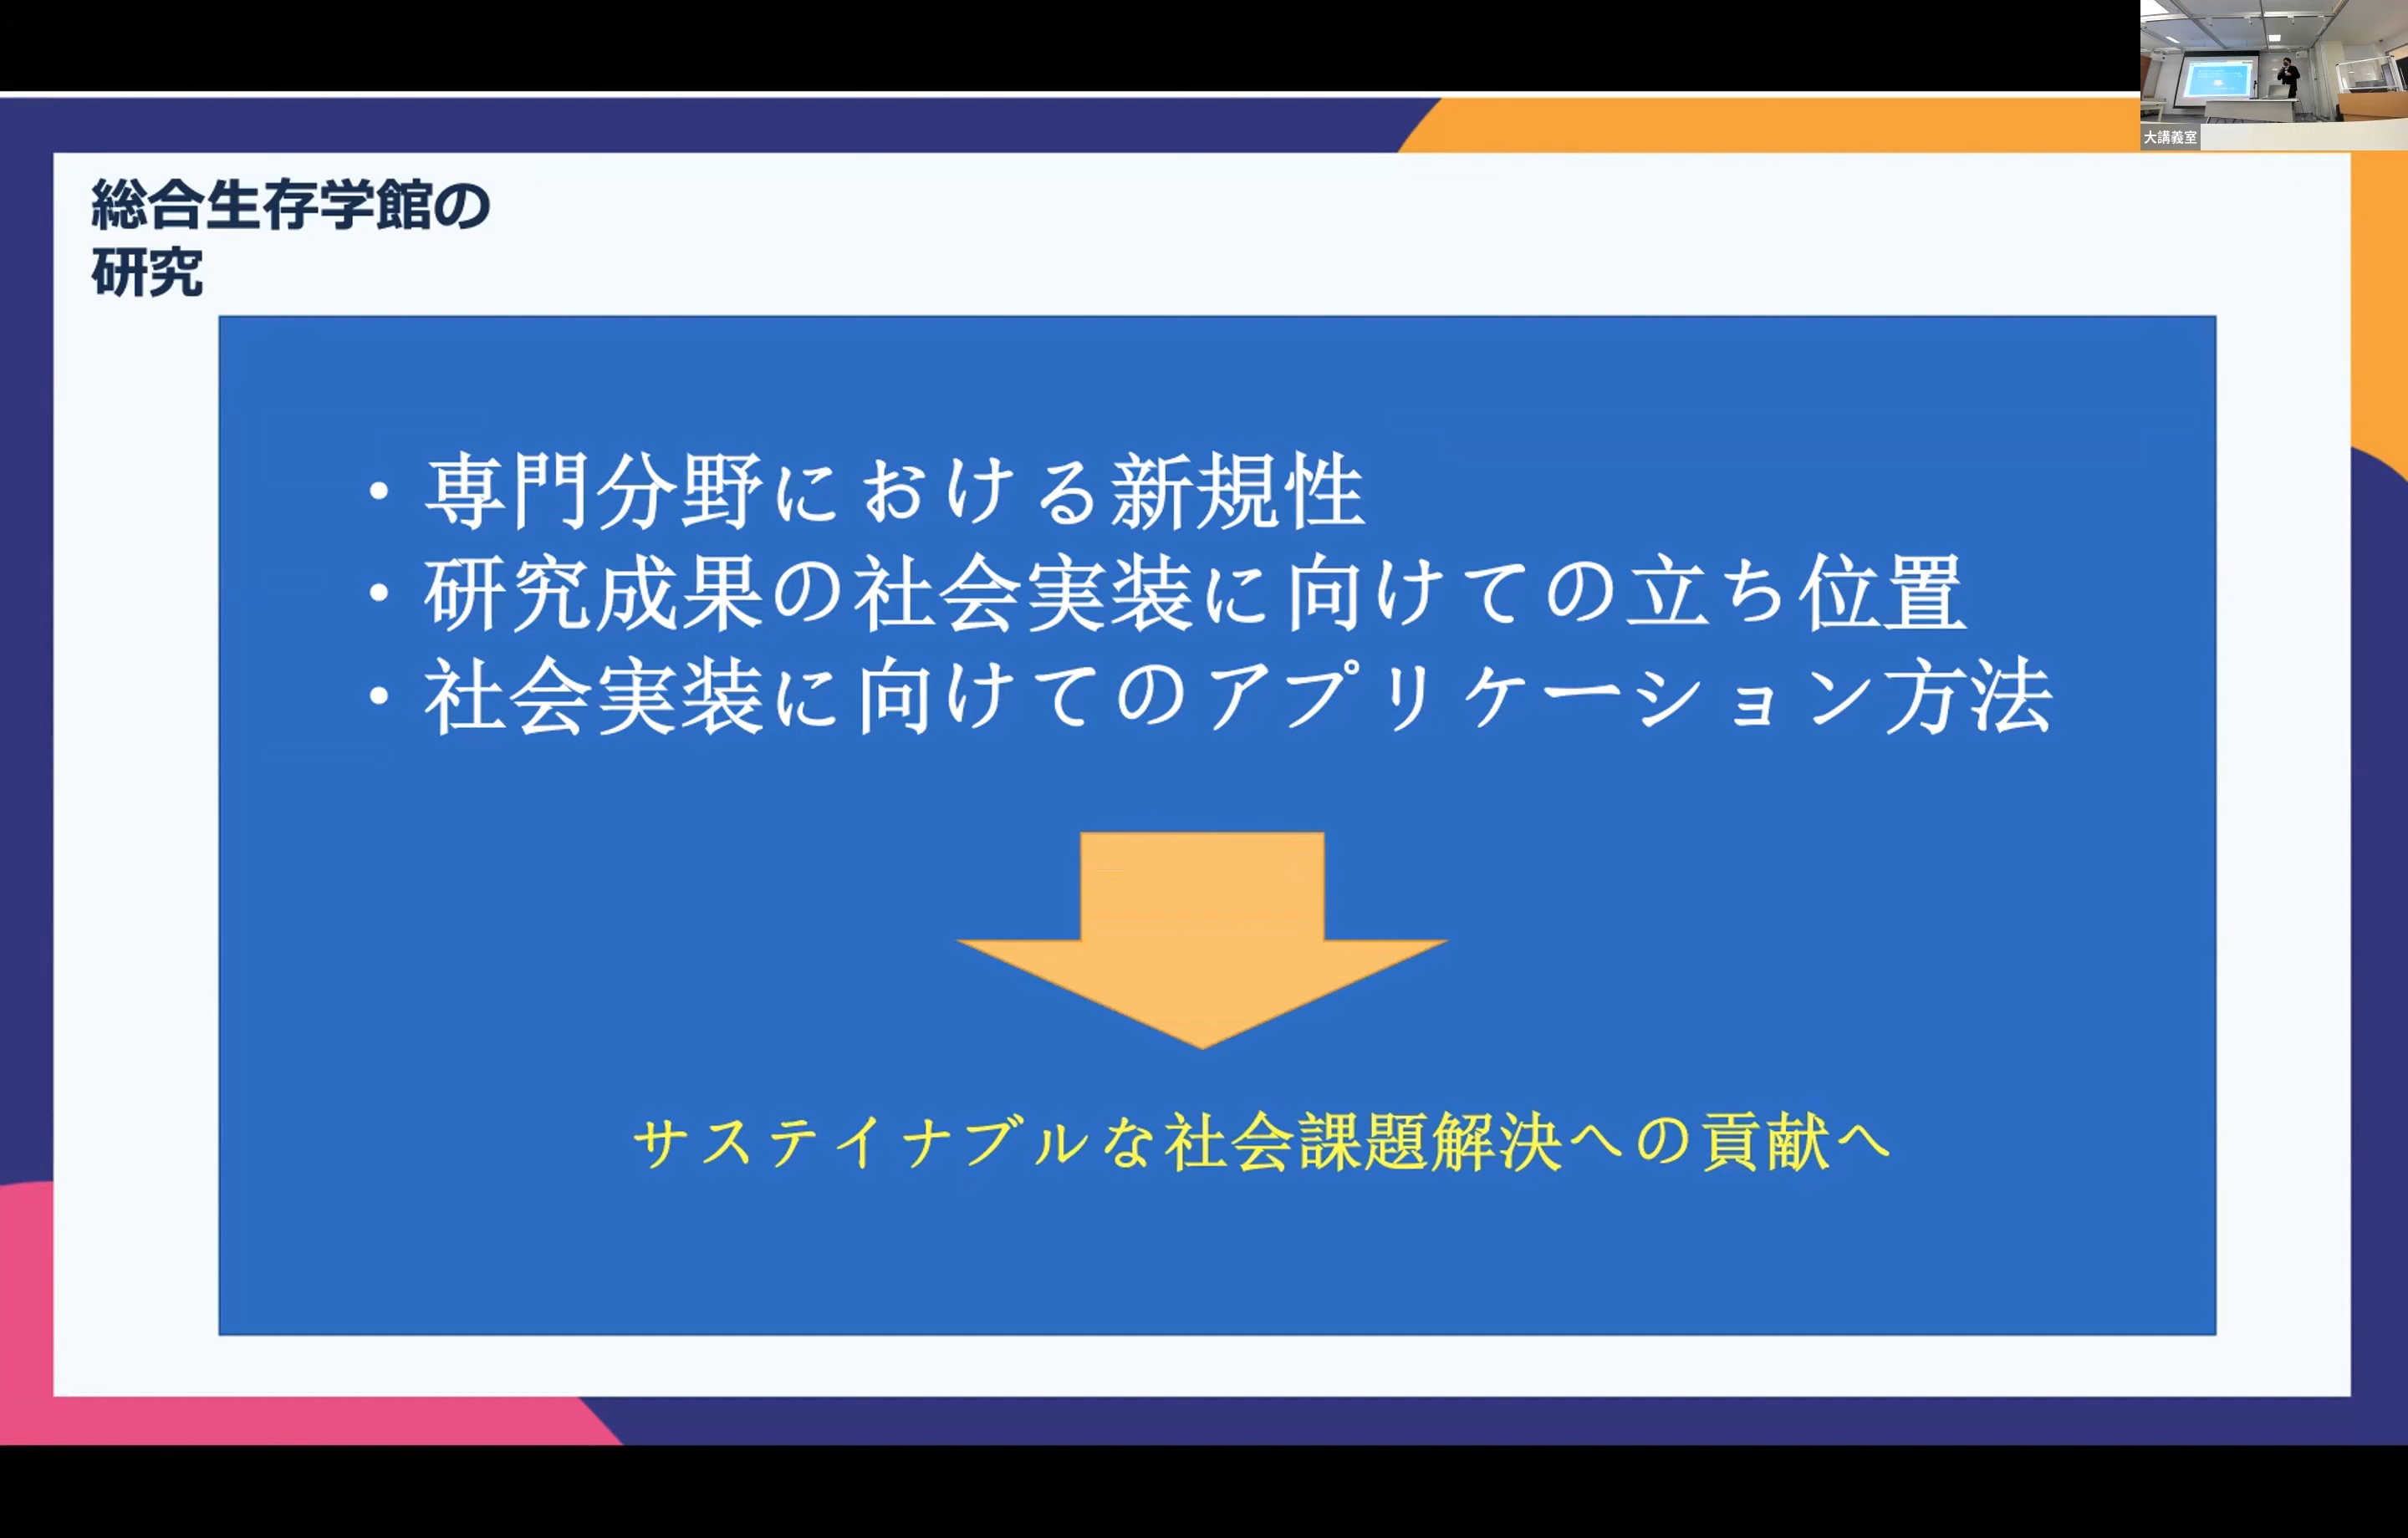 大講義室
総合生存学館の
研究
・専門分野における新規性
・研究成果の社会実装に向けての立ち位置
・社会実装に向けてのアプリケーション方法
サステイナブルな社会課題解決への貢献へ